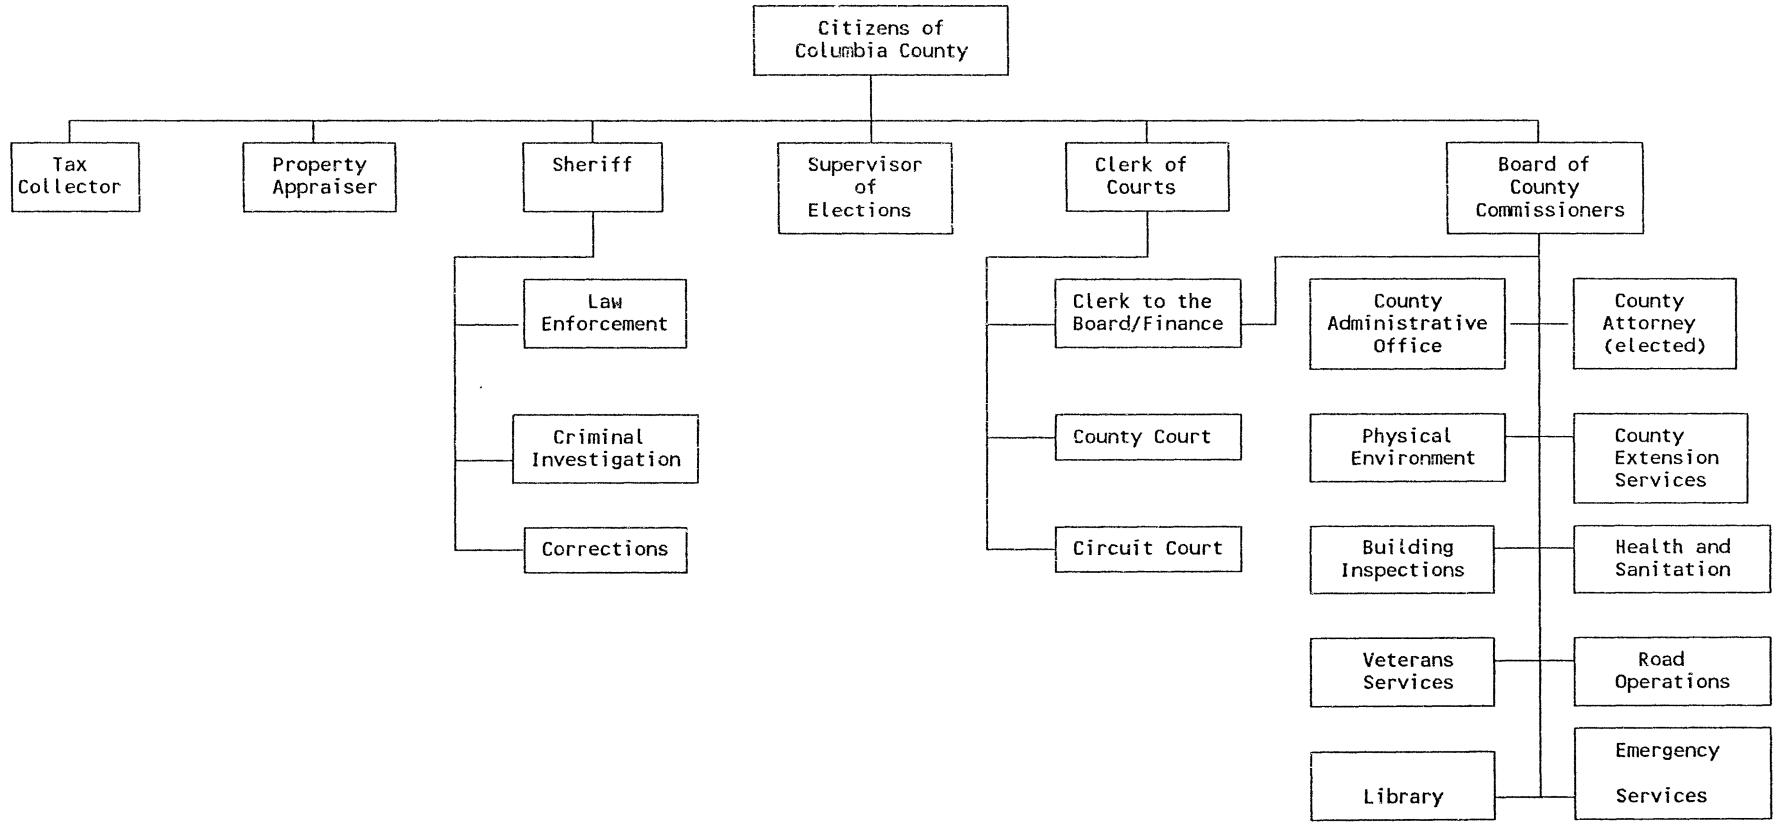 Citizens of
Columbia County
Tax
Collector
Property
Appraiser
Sheriff
Supervisor
of
Elections
Clerk of
Courts
Board of
County
Commissioners
Law
Enforcement
Criminal
Investigation
Corrections
Clerk to the
Board/Finance
County Court
Circuit Court
County
Administrative
Office
County
Attorney
(elected)
Physical
Environment
County
Extension
Services
Building
Inspections
Health and
Sanitation
Veterans
Services
Road
Operations
Library
Emergency
Services